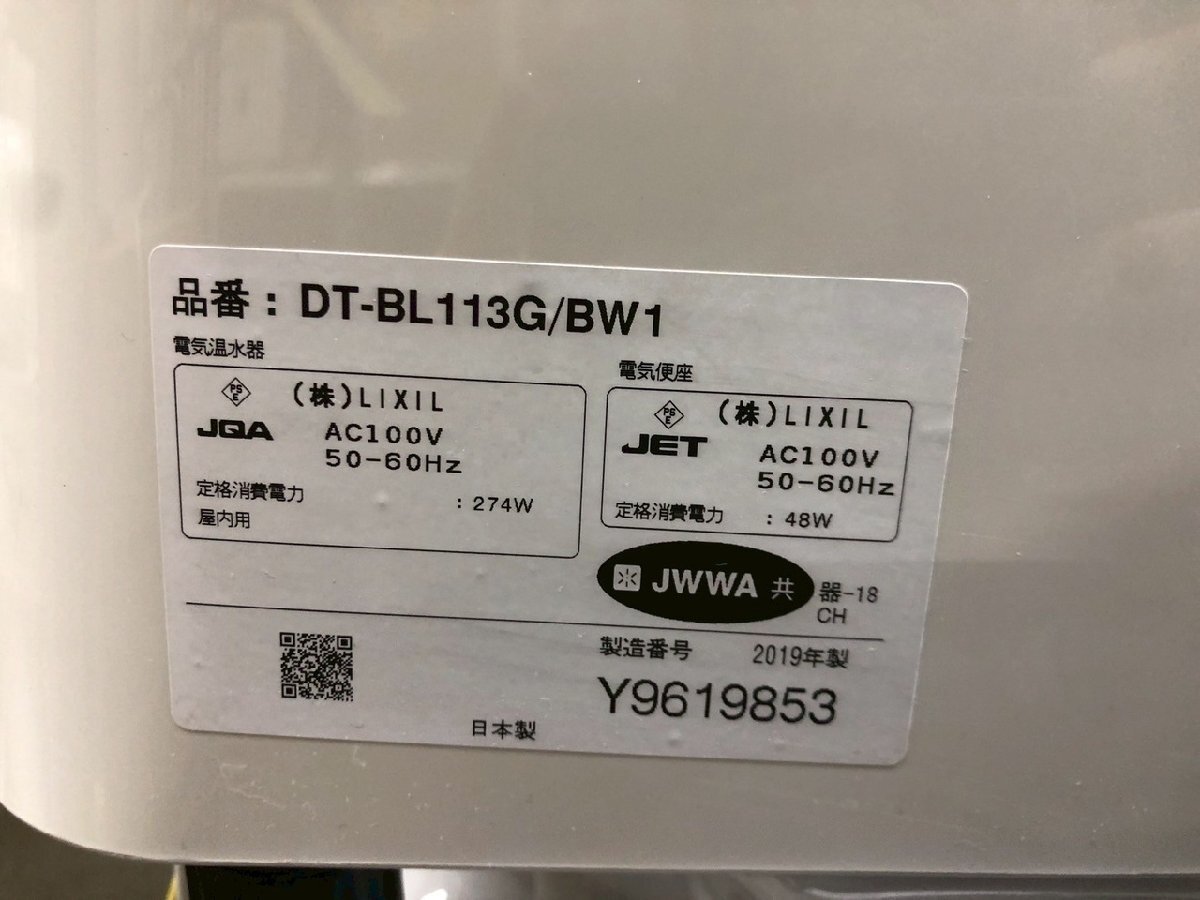 品番：DT-BL113G/BW1
電気温水器
PS E (株)LIXIL
JQA AC100V
50-60Hz
定格消費電力 : 274W
屋内用
電気便座
PS E (株)LIXIL
JET AC100V
50-60Hz
定格消費電力 : 48W
水 JWWA 共 器-18
CH
製造番号 2019年製
Y9619853
日本製